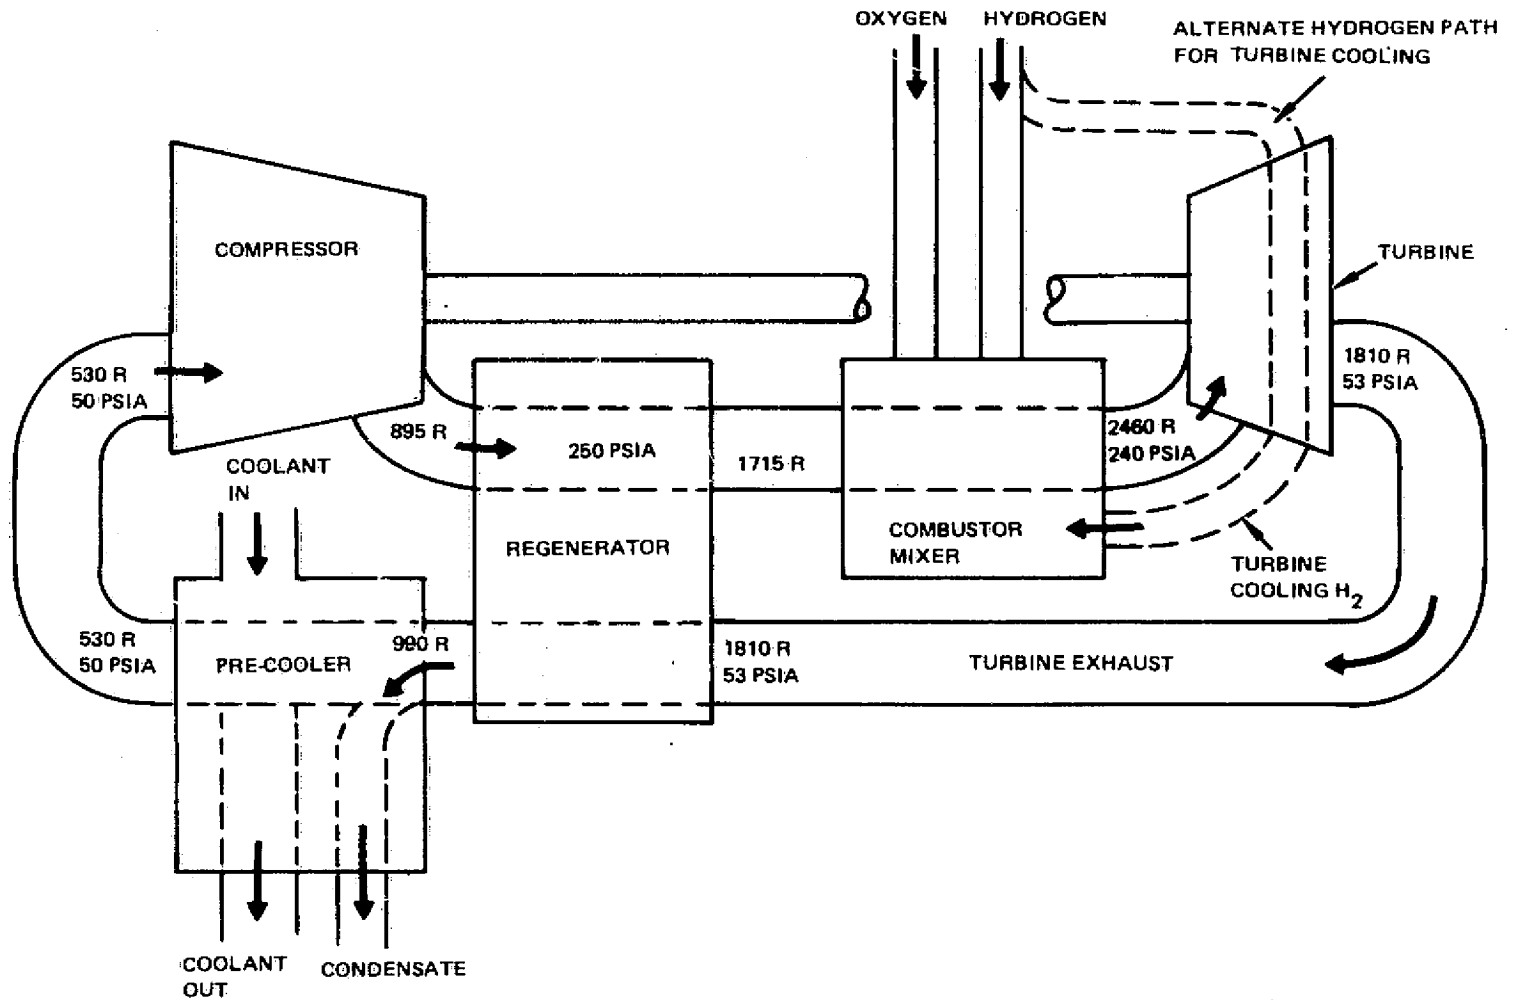 OXYGEN
HYDROGEN
ALTERNATE HYDROGEN PATH
FOR TURBINE COOLING
COMPRESSOR
TURBINE
530 R
50 PSIA
1810 R
53 PSIA
895 R
250 PSIA
1715 R
2460 R
240 PSIA
COOLANT
IN
REGENERATOR
COMBUSTOR
MIXER
TURBINE
COOLING H2
530 R
50 PSIA
PRE-COOLER
990 R
1810 R
53 PSIA
TURBINE EXHAUST
COOLANT
OUT
CONDENSATE